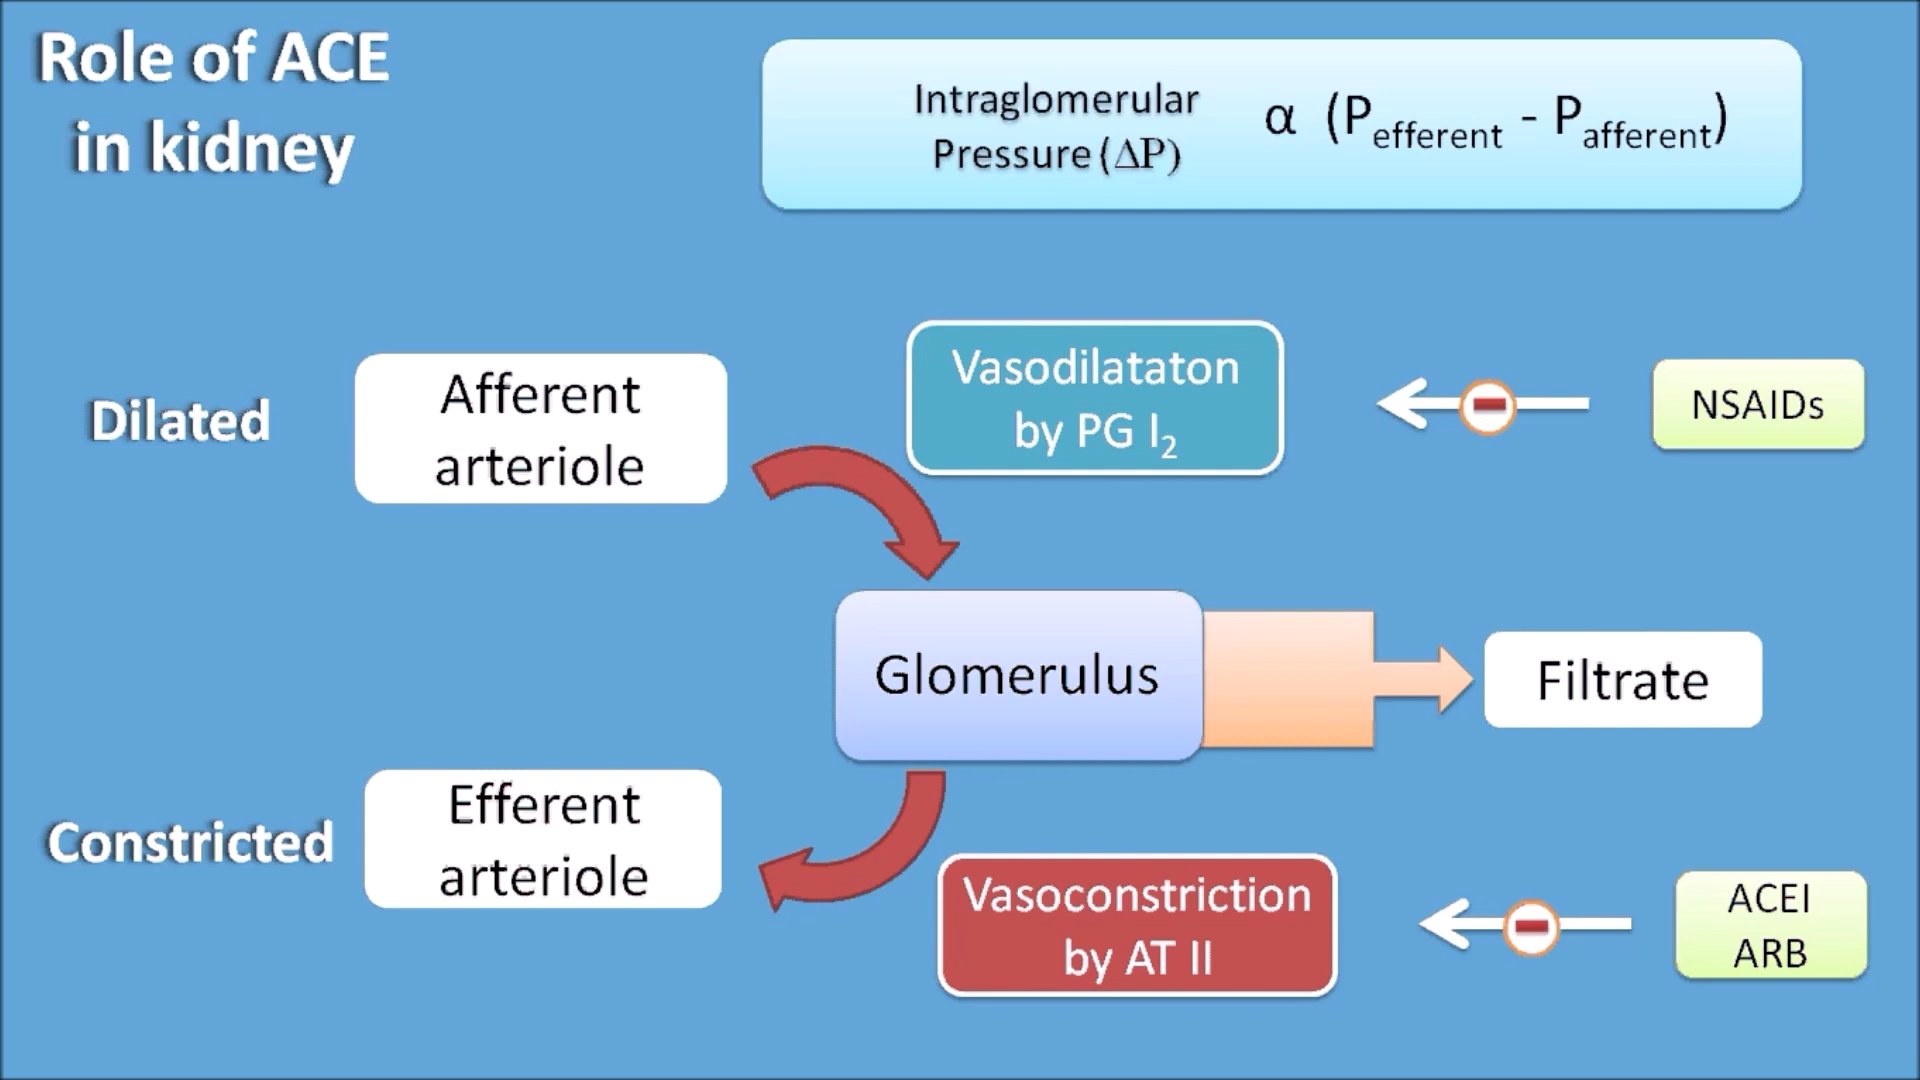 Role of ACE
in kidney
Intraglomerular
Pressure (ΔP)
α (Pefferent - Pafferent)
Dilated
Afferent
arteriole
Vasodilataton
by PG I2
NSAIDs
Glomerulus
Filtrate
Constricted
Efferent
arteriole
Vasoconstriction
by AT II
ACEI
ARB